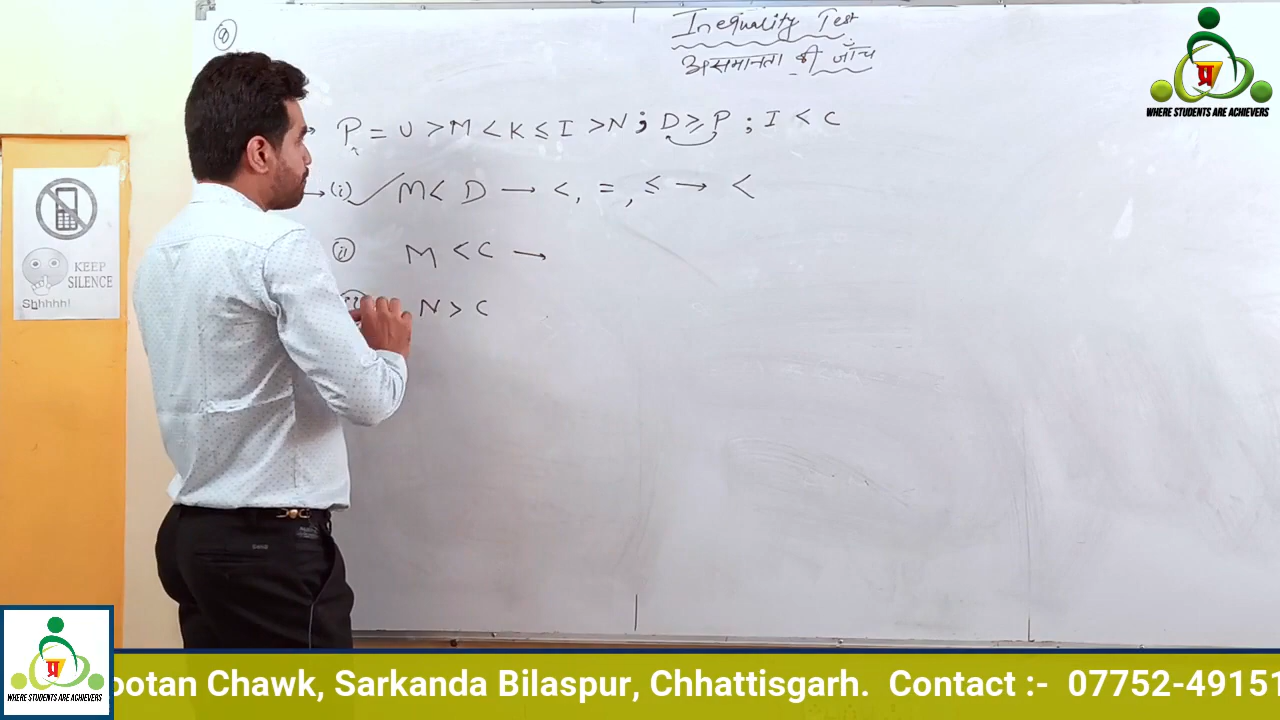 Inequality Test
असमानता की जाँच
P = U > M < K ≤ I > N ; D ≥ P ; I < C
→ (i) ✓ M < D → <, =, ≤ → <
(ii) M < C →
N > C
KEEP
SILENCE
Shhhhh!
प्र
WHERE STUDENTS ARE ACHIEVERS
प्र
WHERE STUDENTS ARE ACHIEVERS
ootan Chawk, Sarkanda Bilaspur, Chhattisgarh. Contact :- 07752-49151